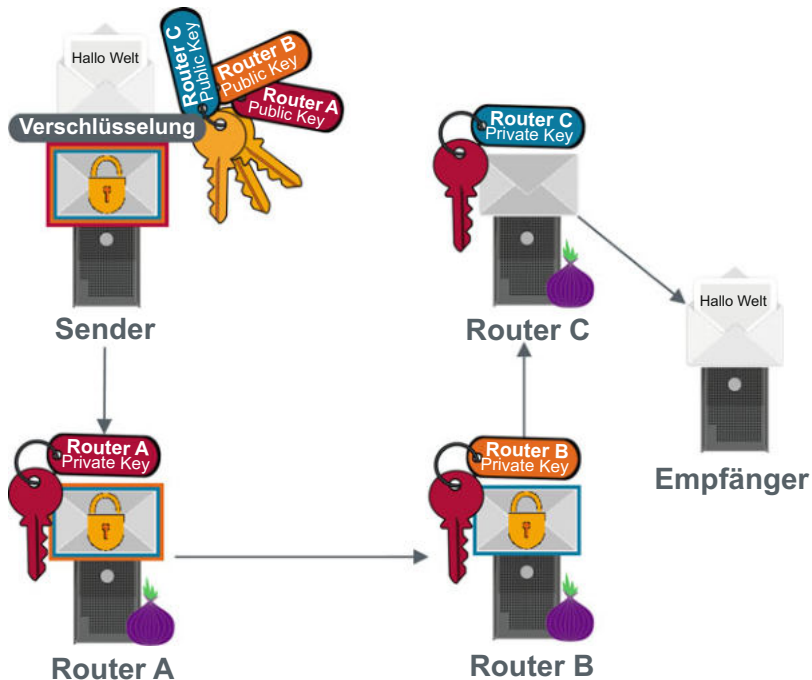 Hallo Welt
Router C
Public Key
Router B
Public Key
Router A
Public Key
Verschlüsselung
Sender
Router C
Private Key
Router C
Hallo Welt
Empfänger
Router A
Private Key
Router A
Router B
Private Key
Router B